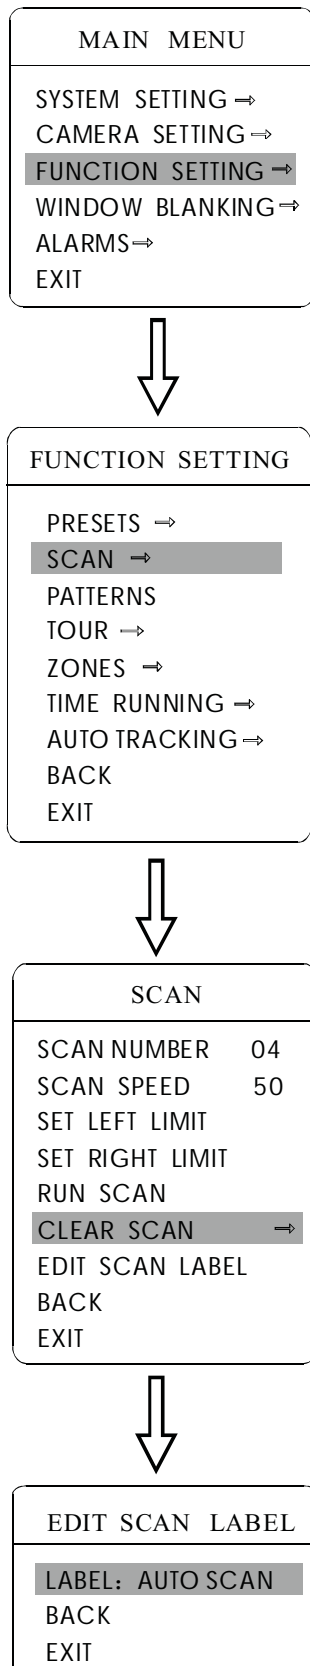 MAIN MENU
SYSTEM SETTING ⇒
CAMERA SETTING ⇒
FUNCTION SETTING ⇒
WINDOW BLANKING ⇒
ALARMS ⇒
EXIT
FUNCTION SETTING
PRESETS ⇒
SCAN ⇒
PATTERNS
TOUR ⇒
ZONES ⇒
TIME RUNNING ⇒
AUTO TRACKING ⇒
BACK
EXIT
SCAN
SCAN NUMBER 04
SCAN SPEED 50
SET LEFT LIMIT
SET RIGHT LIMIT
RUN SCAN
CLEAR SCAN ⇒
EDIT SCAN LABEL
BACK
EXIT
EDIT SCAN LABEL
LABEL: AUTO SCAN
BACK
EXIT